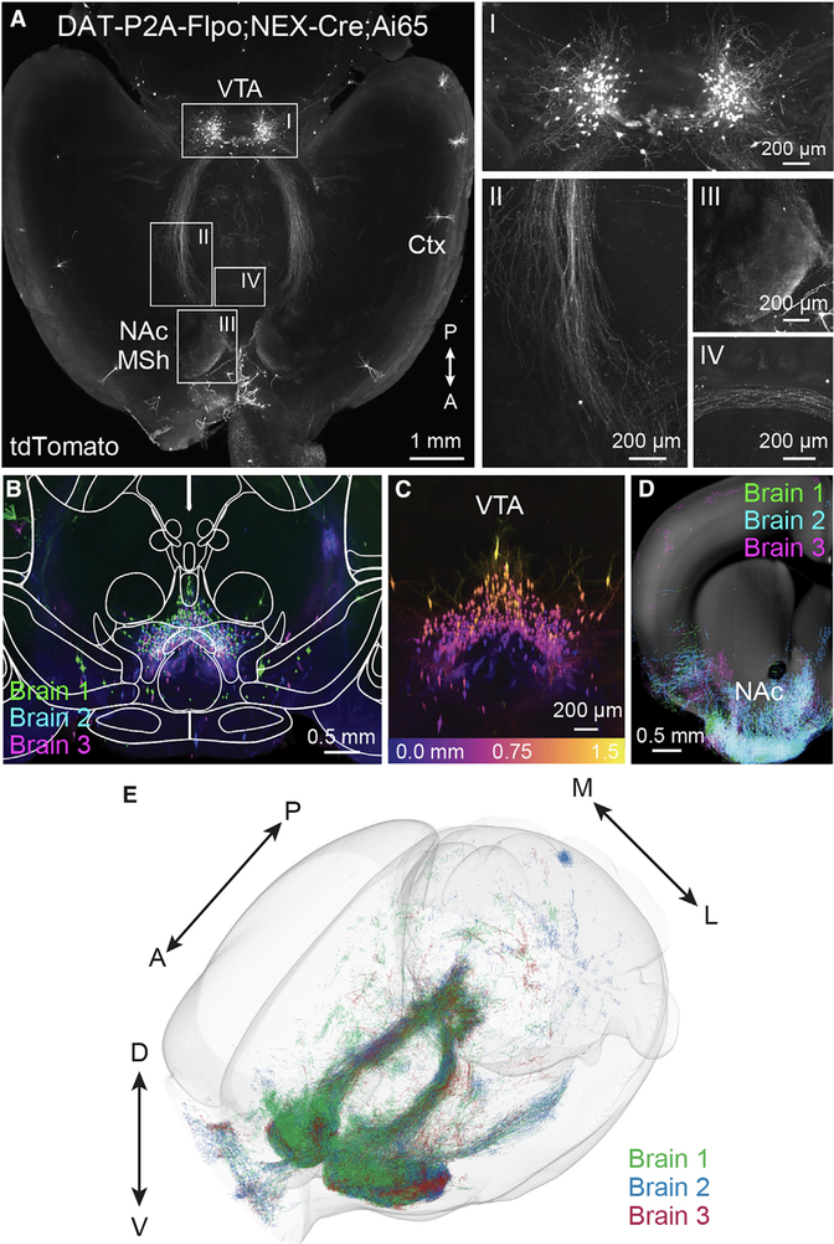 A
DAT-P2A-Flpo;NEX-Cre;Ai65
VTA
I
II
IV
III
Ctx
NAc
MSh
P
A
tdTomato
1 mm
I
200 µm
II
200 µm
III
200 µm
IV
200 µm
B
Brain 1
Brain 2
Brain 3
0.5 mm
C
VTA
200 µm
0.0 mm 0.75 1.5
D
Brain 1
Brain 2
Brain 3
NAc
0.5 mm
E
P
A
M
L
D
V
Brain 1
Brain 2
Brain 3